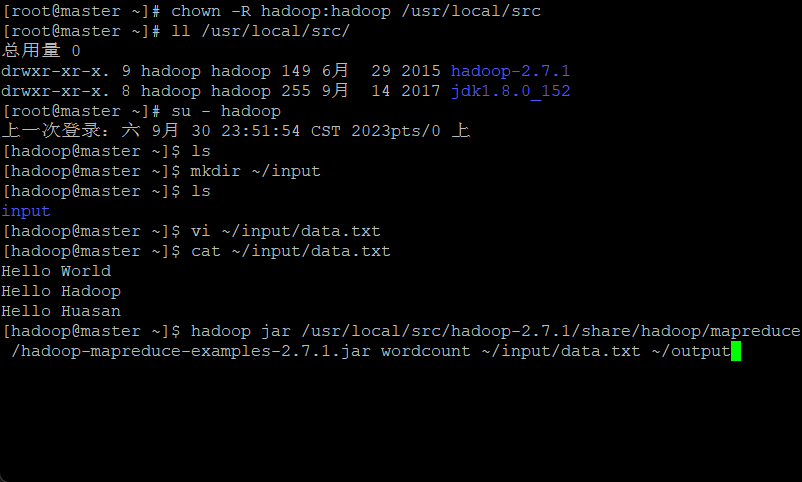 [root@master ~]# chown -R hadoop:hadoop /usr/local/src
[root@master ~]# ll /usr/local/src/
总用量 0
drwxr-xr-x. 9 hadoop hadoop 149 6月  29 2015 hadoop-2.7.1
drwxr-xr-x. 8 hadoop hadoop 255 9月  14 2017 jdk1.8.0_152
[root@master ~]# su - hadoop
上一次登录：六 9月 30 23:51:54 CST 2023pts/0 上
[hadoop@master ~]$ ls
[hadoop@master ~]$ mkdir ~/input
[hadoop@master ~]$ ls
input
[hadoop@master ~]$ vi ~/input/data.txt
[hadoop@master ~]$ cat ~/input/data.txt
Hello World
Hello Hadoop
Hello Huasan
[hadoop@master ~]$ hadoop jar /usr/local/src/hadoop-2.7.1/share/hadoop/mapreduce
/hadoop-mapreduce-examples-2.7.1.jar wordcount ~/input/data.txt ~/output